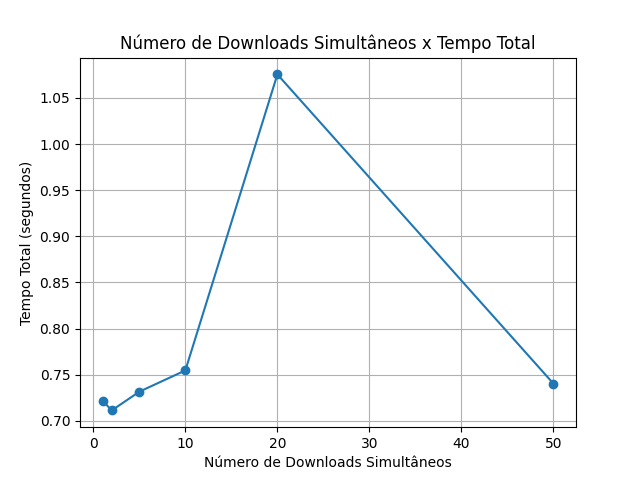 Número de Downloads Simultâneos x Tempo Total
1.05
1.00
0.95
0.90
0.85
0.80
0.75
0.70
Tempo Total (segundos)
0 10 20 30 40 50
Número de Downloads Simultâneos